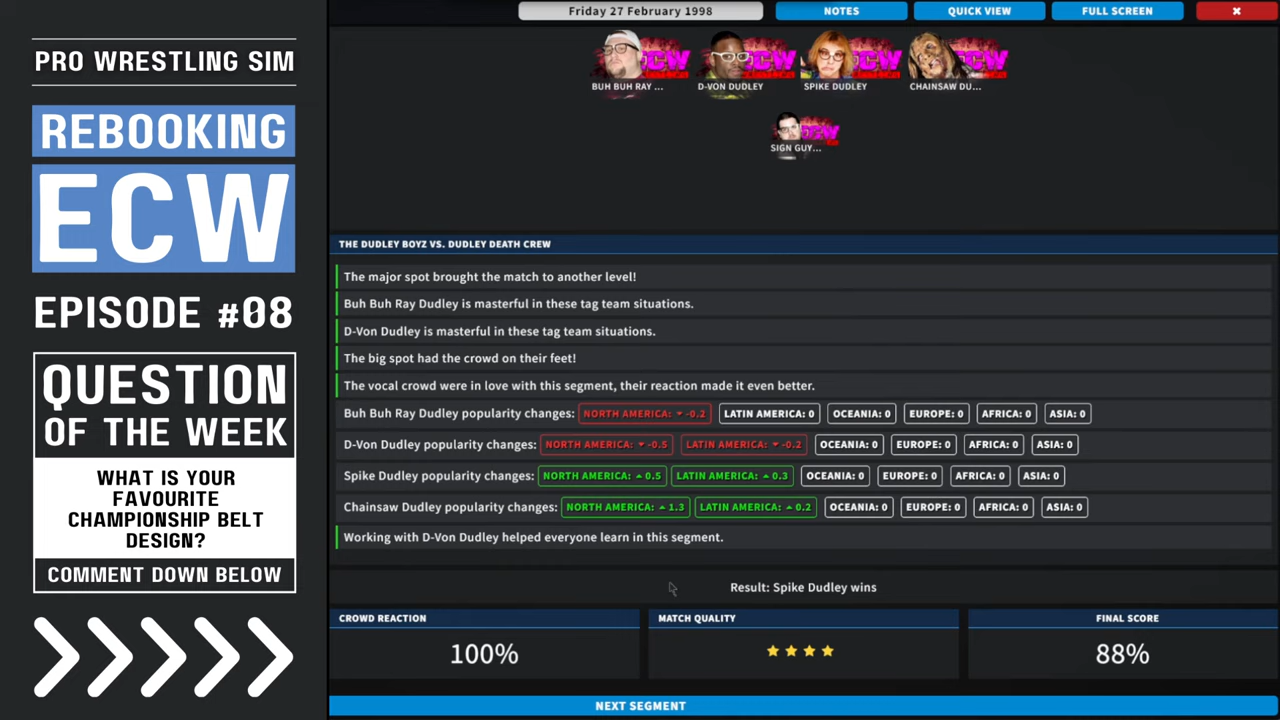 PRO WRESTLING SIM
REBOOKING
ECW
EPISODE #08
QUESTION
OF THE WEEK
WHAT IS YOUR
FAVOURITE
CHAMPIONSHIP BELT
DESIGN?
COMMENT DOWN BELOW
Friday 27 February 1998
NOTES
QUICK VIEW
FULL SCREEN
BUH BUH RAY ...
D-VON DUDLEY
SPIKE DUDLEY
CHAINSAW DU...
SIGN GUY...
THE DUDLEY BOYZ VS. DUDLEY DEATH CREW
The major spot brought the match to another level!
Buh Buh Ray Dudley is masterful in these tag team situations.
D-Von Dudley is masterful in these tag team situations.
The big spot had the crowd on their feet!
The vocal crowd were in love with this segment, their reaction made it even better.
Buh Buh Ray Dudley popularity changes: NORTH AMERICA: -0.2 LATIN AMERICA: 0 OCEANIA: 0 EUROPE: 0 AFRICA: 0 ASIA: 0
D-Von Dudley popularity changes: NORTH AMERICA: -0.5 LATIN AMERICA: -0.2 OCEANIA: 0 EUROPE: 0 AFRICA: 0 ASIA: 0
Spike Dudley popularity changes: NORTH AMERICA: 0.5 LATIN AMERICA: 0.3 OCEANIA: 0 EUROPE: 0 AFRICA: 0 ASIA: 0
Chainsaw Dudley popularity changes: NORTH AMERICA: 1.3 LATIN AMERICA: 0.2 OCEANIA: 0 EUROPE: 0 AFRICA: 0 ASIA: 0
Working with D-Von Dudley helped everyone learn in this segment.
Result: Spike Dudley wins
CROWD REACTION
100%
MATCH QUALITY
FINAL SCORE
88%
NEXT SEGMENT